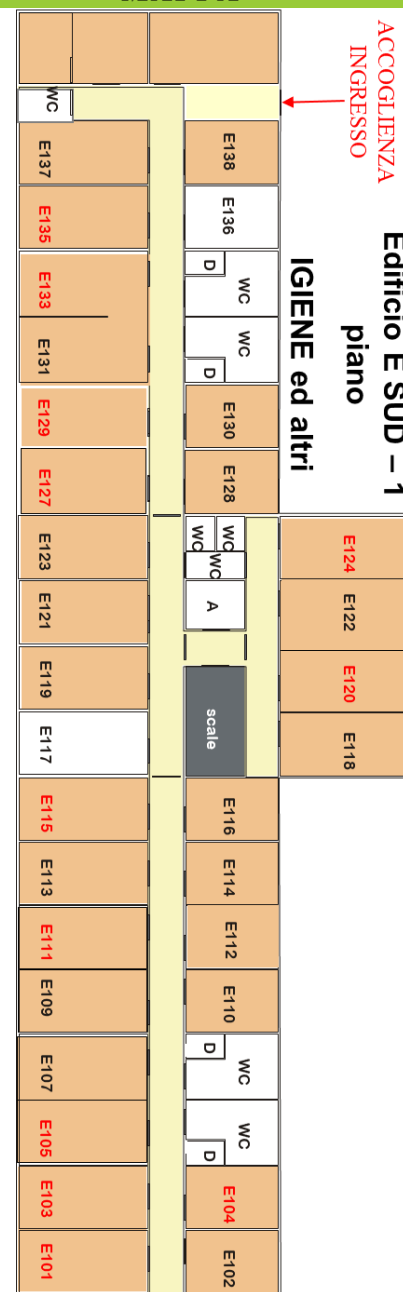 ACCOGLIENZA
INGRESSO
Edificio E SUD – 1
piano
IGIENE ed altri
WC
E137
E138
E135
E136
E133
D
WC
E131
WC
D
E129
E130
E127
E128
E123
WC
WC
WC
E124
E121
A
E122
E119
E120
E117
scale
E118
E115
E116
E113
E114
E111
E112
E109
E110
E107
D
WC
E105
WC
D
E103
E104
E101
E102